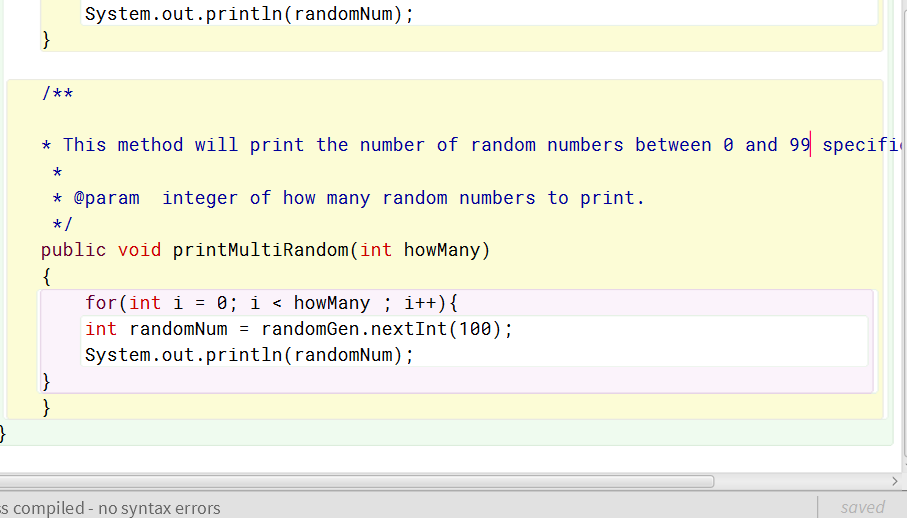 System.out.println(randomNum);
}
/**
* This method will print the number of random numbers between 0 and 99 specifi
*
* @param  integer of how many random numbers to print.
*/
public void printMultiRandom(int howMany)
{
for(int i = 0; i < howMany ; i++){
int randomNum = randomGen.nextInt(100);
System.out.println(randomNum);
}
}
}
compiled - no syntax errors
saved